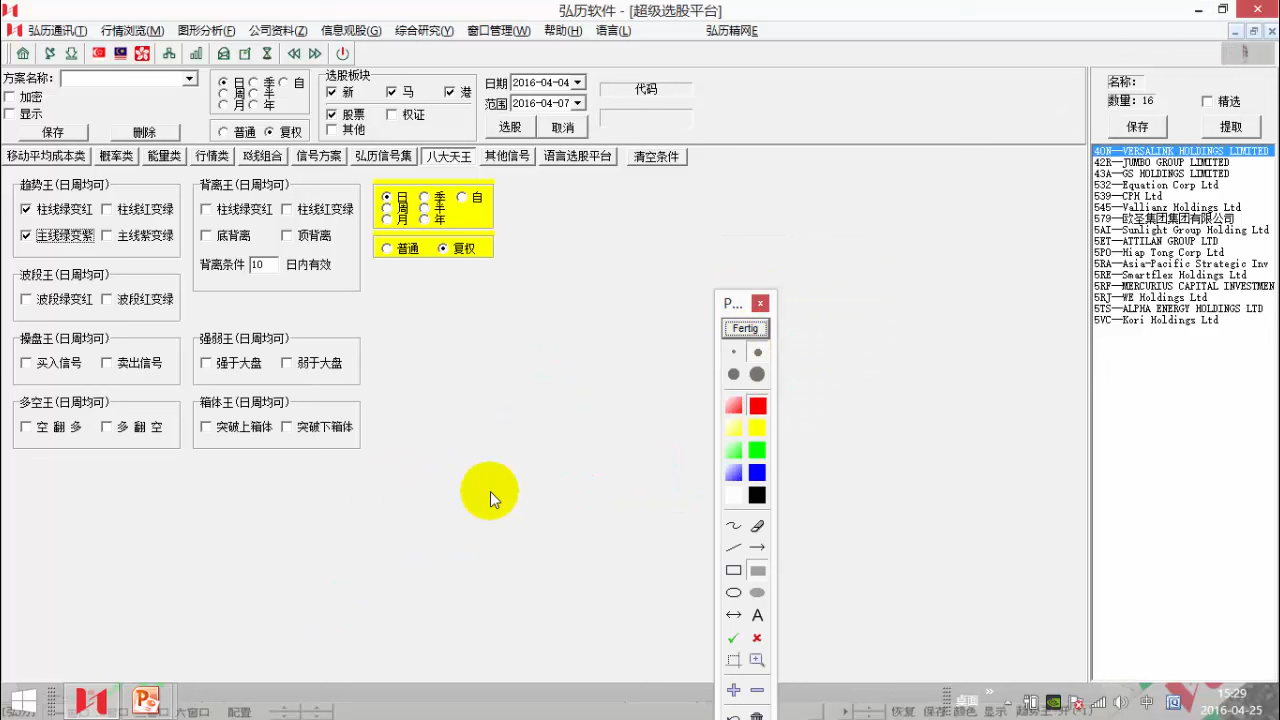 弘历软件 - [超级选股平台]
弘历通讯(T) 行情浏览(M) 图形分析(F) 公司资料(Z) 信息观股(G) 综合研究(Y) 窗口管理(W) 帮助(H) 语言(L) 弘历精网E
方案名称:
加密
显示
保存 删除
日 季 自
周 半
月 年
普通 复权
选股板块
新 马 港
股票 权证
其他
日期 2016-04-04
范围 2016-04-07
选股 取消
代码
名称:
数量: 16 精选
保存 提取
移动平均成本类 概率类 能量类 行情类 K线组合 信号方案 弘历信号集 八大天王 其他信号 语言选股平台 清空条件
趋势王(日周均可)
柱线绿变红 柱线红变绿
主线绿变紫 主线紫变绿
背离王(日周均可)
柱线绿变红 柱线红变绿
底背离 顶背离
背离条件 10 日内有效
日 季 自
周 半
月 年
普通 复权
波段王(日周均可)
波段绿变红 波段红变绿
操盘王(日周均可)
买入信号 卖出信号
强弱王(日周均可)
强于大盘 弱于大盘
多空王(日周均可)
空 翻 多 多 翻 空
箱体王(日周均可)
突破上箱体 突破下箱体
40N—VERSALINK HOLDINGS LIMITED
42R—JUMBO GROUP LIMITED
43A—GS HOLDINGS LIMITED
532—Equation Corp Ltd
539—CPH Ltd
545—Vallianz Holdings Ltd
579—欧圣集团集团有限公司
5AI—Sunlight Group Holding Ltd
5ET—ATTILAN GROUP LTD
5PO—Hiap Tong Corp Ltd
5RA—Asia-Pacific Strategic Inv
5RE—Smartflex Holdings Ltd
5RF—MERCURIUS CAPITAL INVESTMEN
5RJ—WE Holdings Ltd
5TS—ALPHA ENERGY HOLDINGS LTD
5VC—Kori Holdings Ltd
P...
Fertig
A
桌面
中
15:29
2016-04-25
六窗口 配置
恢复 保存 颜色 显示